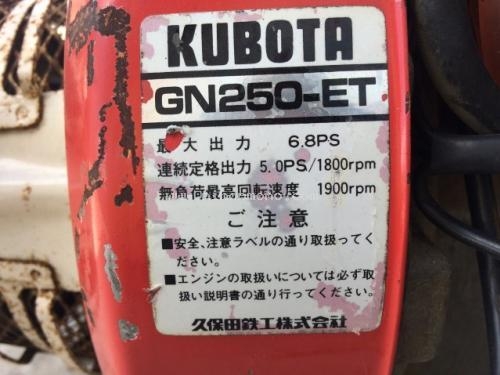 KUBOTA
GN250-ET
最大出力 6.8PS
連続定格出力 5.0PS/1800rpm
無負荷最高回転速度 1900rpm
ご注意
■安全、注意ラベルの通り取扱ってく
ださい。
■エンジンの取扱いについては必ず取
扱い説明書の通り行ってください。
久保田鉄工株式会社